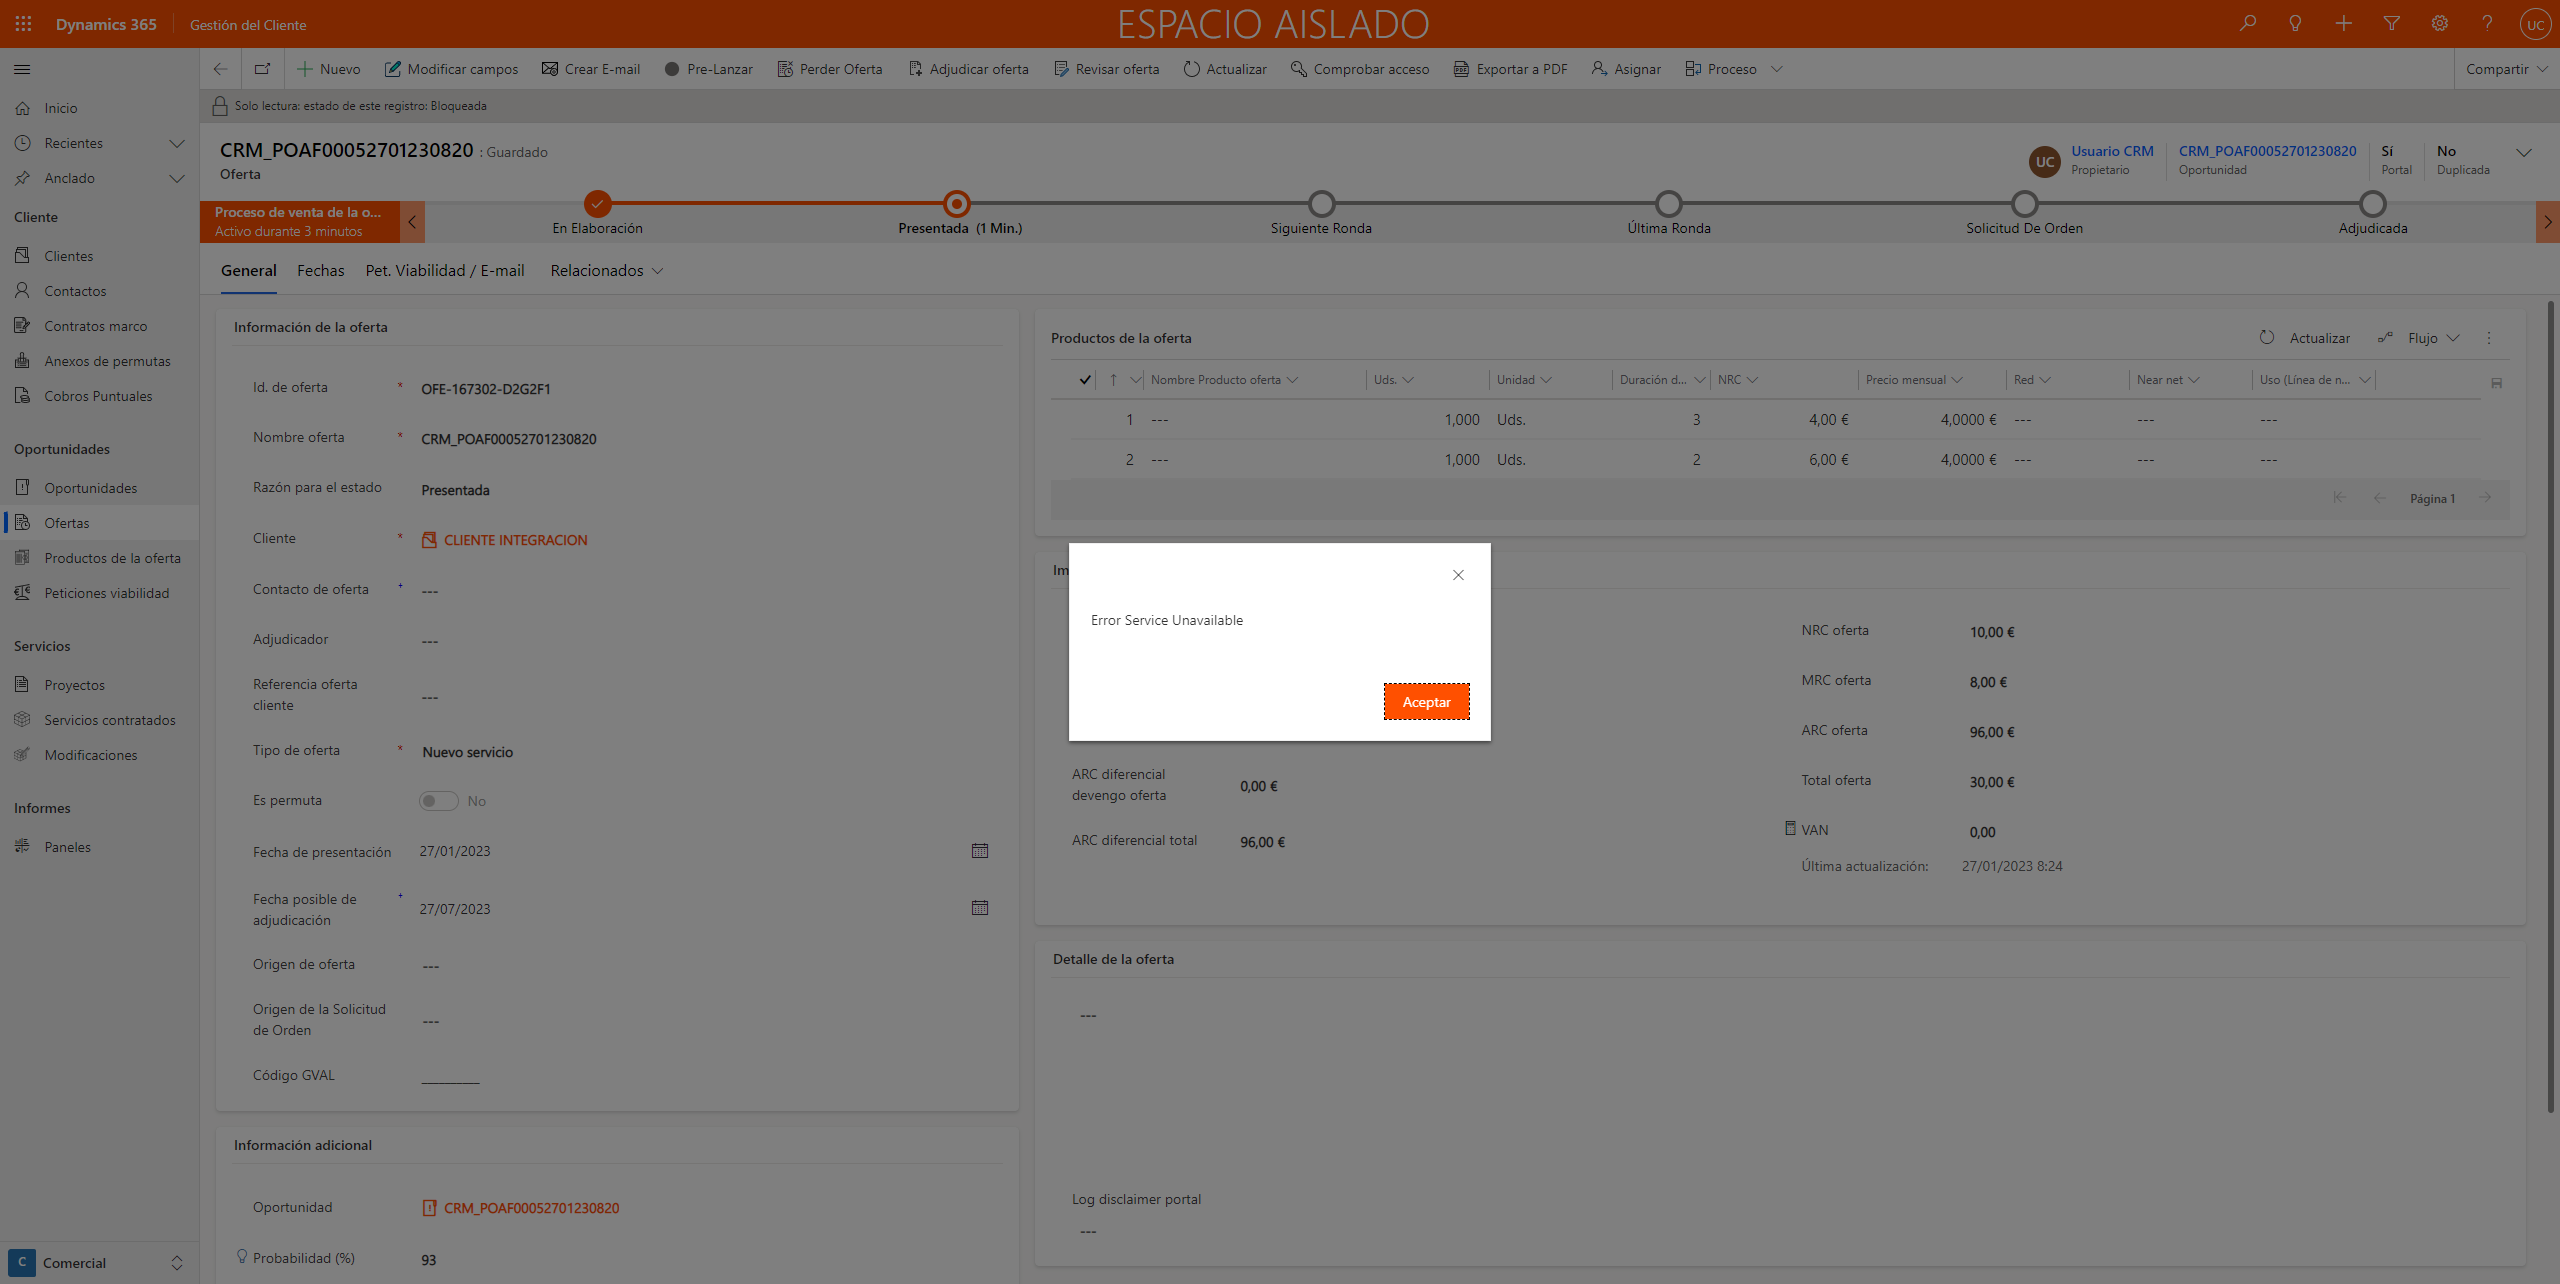 Dynamics 365
Gestión del Cliente
ESPACIO AISLADO
UC
Nuevo
Modificar campos
Crear E-mail
Pre-Lanzar
Perder Oferta
Adjudicar oferta
Revisar oferta
Actualizar
Comprobar acceso
Exportar a PDF
Asignar
Proceso
Compartir
Solo lectura: estado de este registro: Bloqueada
Inicio
Recientes
Anclado
Cliente
Clientes
Contactos
Contratos marco
Anexos de permutas
Cobros Puntuales
Oportunidades
Oportunidades
Ofertas
Productos de la oferta
Peticiones viabilidad
Servicios
Proyectos
Servicios contratados
Modificaciones
Informes
Paneles
C
Comercial
CRM_POAF00052701230820 : Guardado
Oferta
UC
Usuario CRM
Propietario
CRM_POAF00052701230820
Oportunidad
Sí
Portal
No
Duplicada
Proceso de venta de la o...
Activo durante 3 minutos
En Elaboración
Presentada (1 Min.)
Siguiente Ronda
Última Ronda
Solicitud De Orden
Adjudicada
General
Fechas
Pet. Viabilidad / E-mail
Relacionados
Información de la oferta
Id. de oferta * OFE-167302-D2G2F1
Nombre oferta * CRM_POAF00052701230820
Razón para el estado Presentada
Cliente * CLIENTE INTEGRACION
Contacto de oferta + ---
Adjudicador ---
Referencia oferta
cliente
---
Tipo de oferta * Nuevo servicio
Es permuta No
Fecha de presentación 27/01/2023
Fecha posible de
adjudicación
+
27/07/2023
Origen de oferta ---
Origen de la Solicitud
de Orden
---
Código GVAL __________
Información adicional
Oportunidad CRM_POAF00052701230820
Probabilidad (%) 93
Productos de la oferta
Actualizar
Flujo
Nombre Producto oferta Uds. Unidad Duración d... NRC Precio mensual Red Near net Uso (Línea de n...
1 --- 1,000 Uds. 3 4,00 € 4,0000 € --- --- ---
2 --- 1,000 Uds. 2 6,00 € 4,0000 € --- --- ---
Página 1
Im
Error Service Unavailable
Aceptar
ARC diferencial
devengo oferta
0,00 €
ARC diferencial total 96,00 €
NRC oferta 10,00 €
MRC oferta 8,00 €
ARC oferta 96,00 €
Total oferta 30,00 €
VAN 0,00
Última actualización: 27/01/2023 8:24
Detalle de la oferta
---
Log disclaimer portal
---